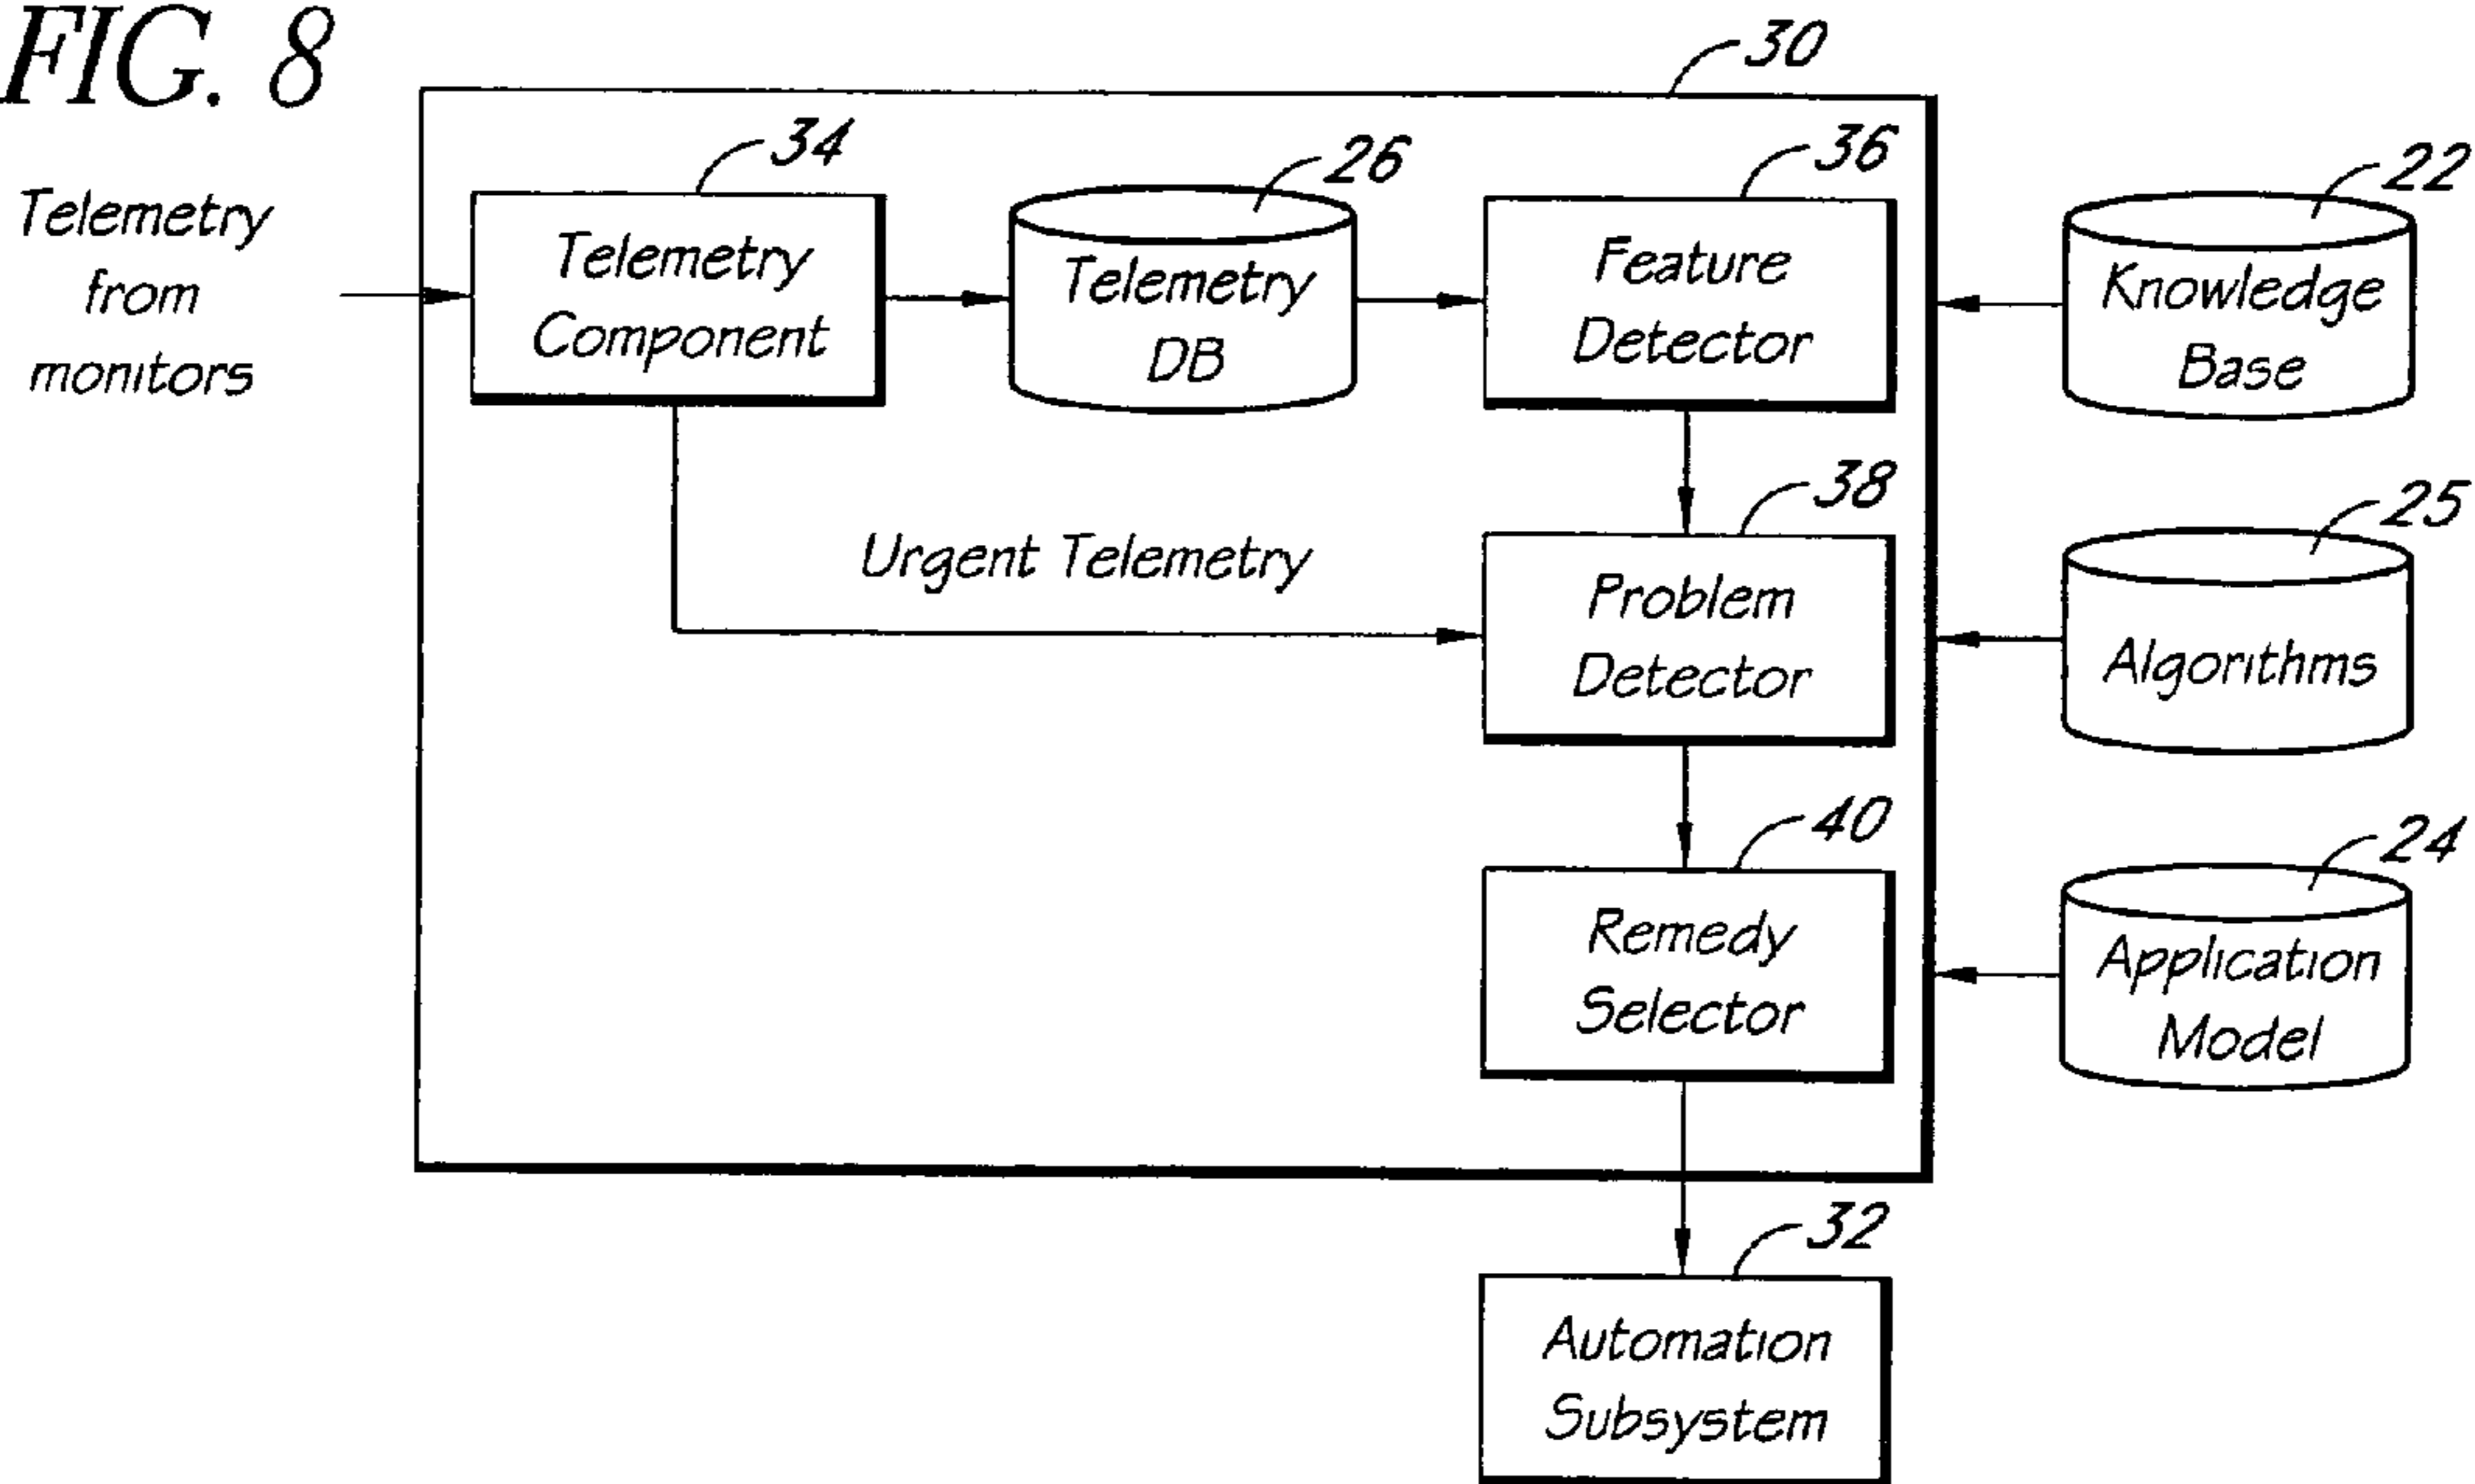 FIG. 8
30
34
26
36
22
Telemetry
from
monitors
Telemetry
Component
Telemetry
DB
Feature
Detector
Knowledge
Base
38
25
Urgent Telemetry
Problem
Detector
Algorithms
40
24
Remedy
Selector
Application
Model
32
Automation
Subsystem